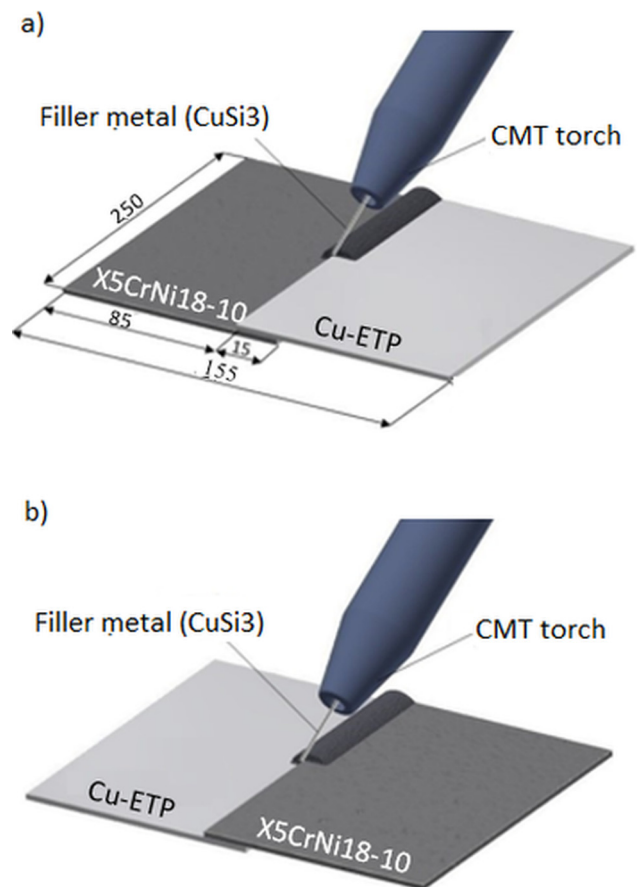 a)
Filler metal (CuSi3)
CMT torch
250
X5CrNi18-10
85
15
155
Cu-ETP
b)
Filler metal (CuSi3)
CMT torch
Cu-ETP
X5CrNi18-10